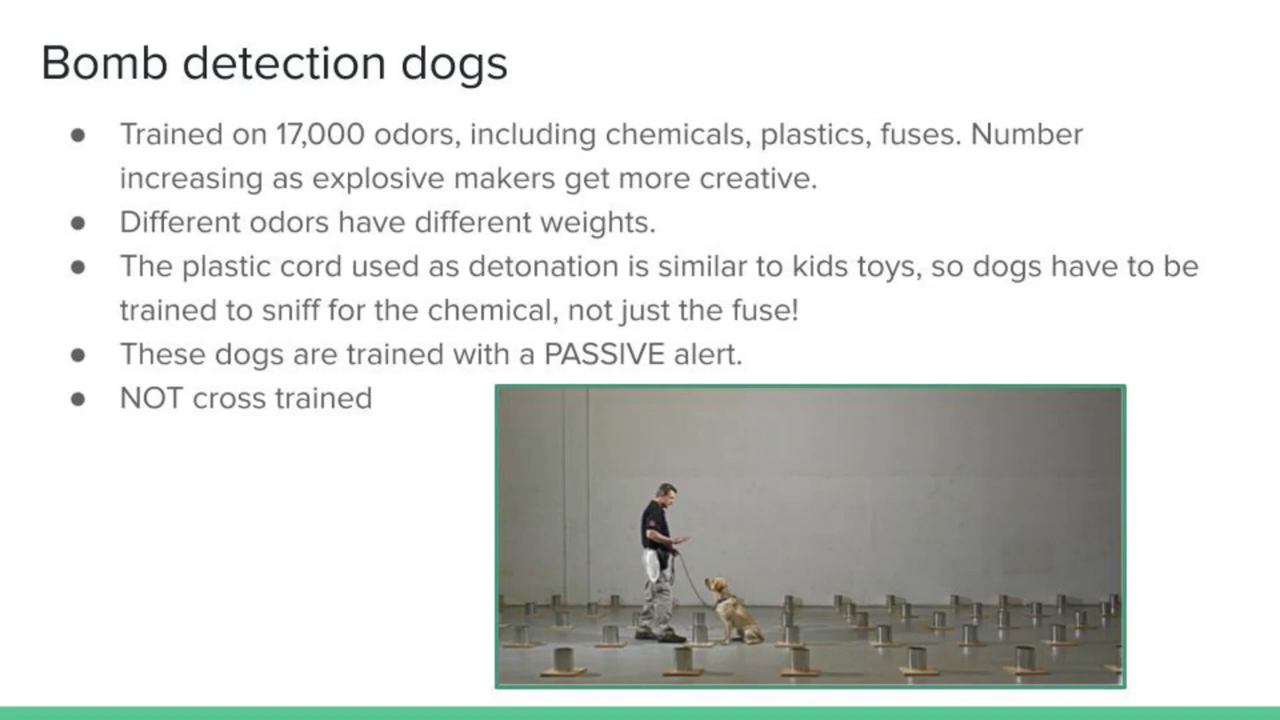 Bomb detection dogs
● Trained on 17,000 odors, including chemicals, plastics, fuses. Number
increasing as explosive makers get more creative.
● Different odors have different weights.
● The plastic cord used as detonation is similar to kids toys, so dogs have to be
trained to sniff for the chemical, not just the fuse!
● These dogs are trained with a PASSIVE alert.
● NOT cross trained